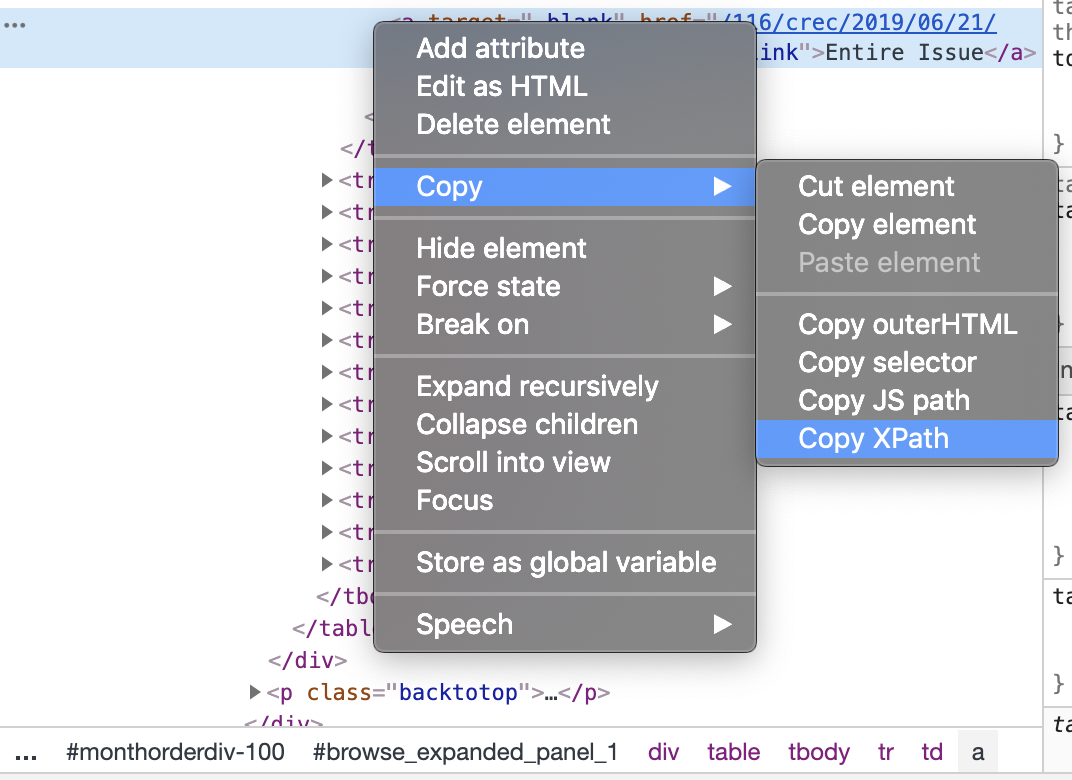 <a target="_blank" href="/116/crec/2019/06/21/
link">Entire Issue</a>
Add attribute
Edit as HTML
Delete element
Copy
Hide element
Force state
Break on
Expand recursively
Collapse children
Scroll into view
Focus
Store as global variable
Speech
Cut element
Copy element
Paste element
Copy outerHTML
Copy selector
Copy JS path
Copy XPath
<
</t
<tr
<tr
<tr
<tr
<tr
<tr
<tr
<tr
<tr
<tr
<tr
<tr
<tr
</tbo
</table
</div>
<p class="backtotop">…</p>
</div>
ta
th
td
}
ta
ta
}
ta
}
ta
}
ta
... #monthorderdiv-100 #browse_expanded_panel_1 div table tbody tr td a